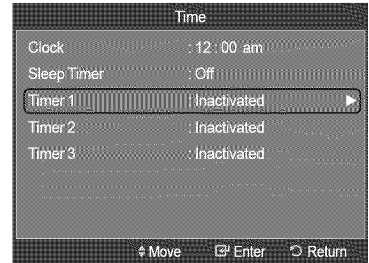 Time
Clock : 12 : 00 am
Sleep Timer : Off
Timer 1 : Inactivated
Timer 2 : Inactivated
Timer 3 : Inactivated
Move Enter Return